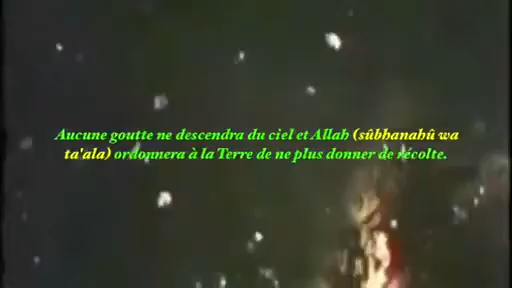 Aucune goutte ne descendra du ciel et Allah (sûbhanahû wa
ta'ala) ordonnera à la Terre de ne plus donner de récolte.